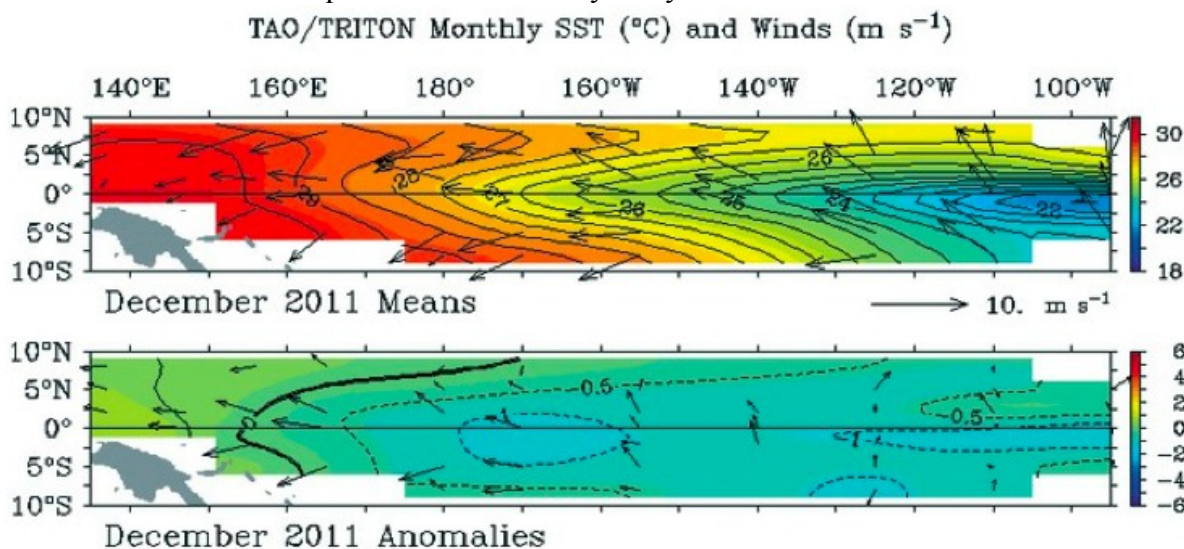 TAO/TRITON Monthly SST (°C) and Winds (m s⁻¹)
140°E 160°E 180° 160°W 140°W 120°W 100°W
10°N
5°N
0°
5°S
10°S
28
27
26
25
26
24
22
30
26
22
18
December 2011 Means
10. m s⁻¹
10°N
5°N
0°
5°S
10°S
0
0.5
0.5
-1
-1
6
4
2
0
-2
-4
-6
December 2011 Anomalies